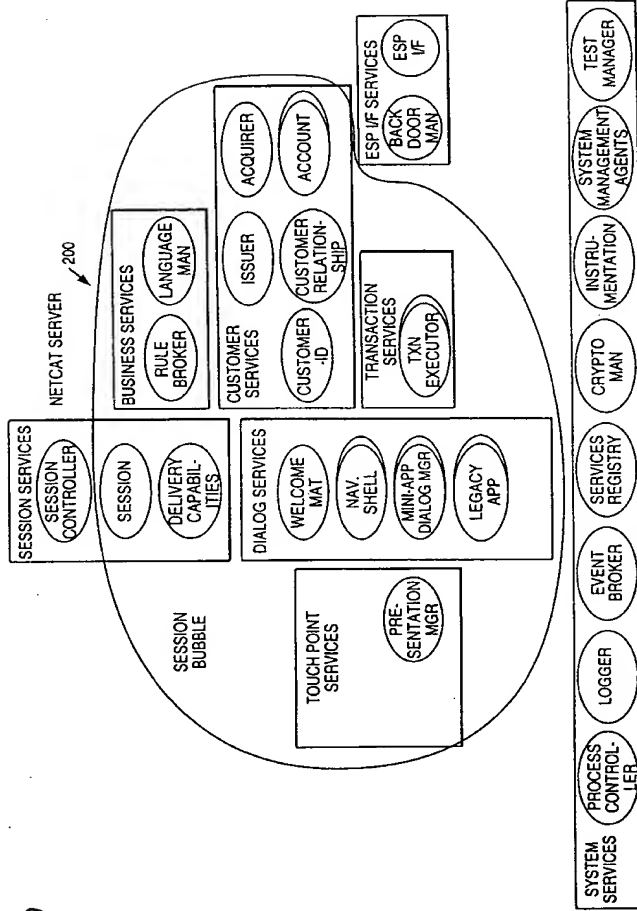 NETCAT SERVER
200
SESSION SERVICES
SESSION
CONTROLLER
SESSION
DELIVERY
CAPABIL-
ITIES
BUSINESS SERVICES
RULE
BROKER
LANGUAGE
MAN
CUSTOMER
SERVICES
ISSUER
ACQUIRER
CUSTOMER
-ID
CUSTOMER
RELATION-
SHIP
ACCOUNT
ESP I/F SERVICES
BACK
DOOR
MAN
ESP
I/F
SESSION
BUBBLE
DIALOG SERVICES
WELCOME
MAT
NAV.
SHELL
MINI-APP
DIALOG MGR
LEGACY
APP
TRANSACTION
SERVICES
TXN
EXECUTOR
TOUCH POINT
SERVICES
PRE-
SENTATION
MGR
SYSTEM
SERVICES
PROCESS
CONTROL-
LER
LOGGER
EVENT
BROKER
SERVICES
REGISTRY
CRYPTO
MAN
INSTRU-
MENTATION
SYSTEM
MANAGEMENT
AGENTS
TEST
MANAGER